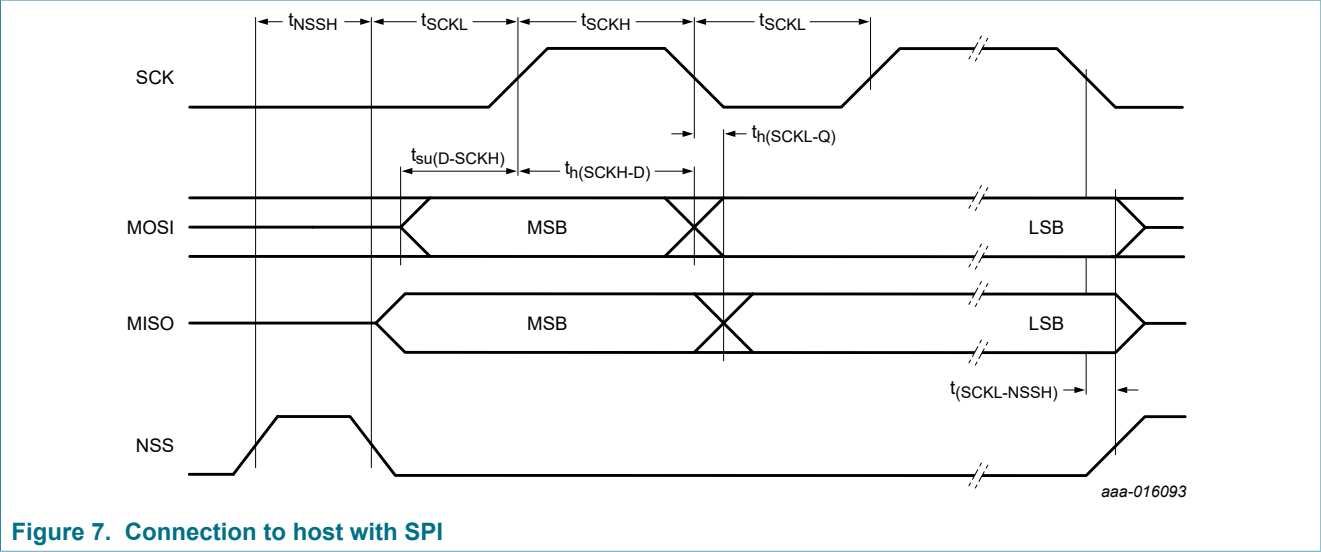 tNSSH tSCKL tSCKH tSCKL
SCK
th(SCKL-Q)
tsu(D-SCKH)
th(SCKH-D)
MOSI MSB LSB
MISO MSB LSB
t(SCKL-NSSH)
NSS
aaa-016093
Figure 7. Connection to host with SPI